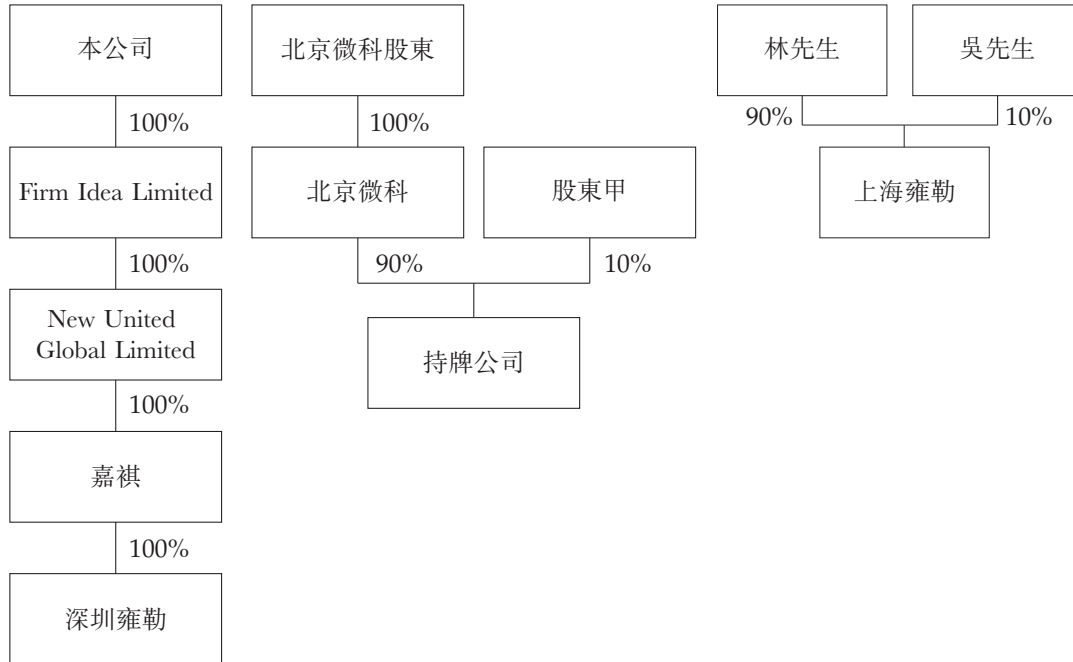 本公司
北京微科股東
林先生
吳先生
100%
100%
90%
10%
Firm Idea Limited
北京微科
股東甲
上海雍勒
100%
90%
10%
New United
Global Limited
持牌公司
100%
嘉祺
100%
深圳雍勒